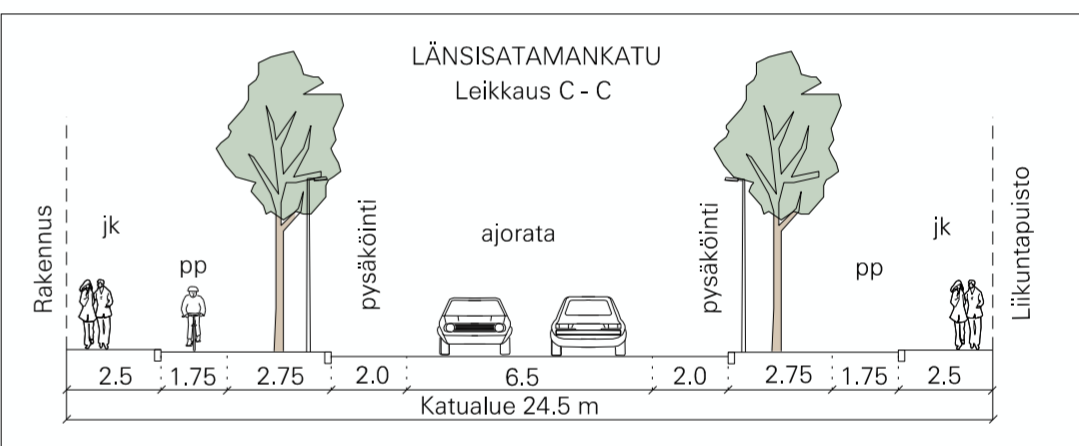 LÄNSISATAMANKATU
Leikkaus C - C
Rakennus
jk
pp
pysäköinti
ajorata
pysäköinti
pp
jk
Liikuntapuisto
2.5 1.75 2.75 2.0 6.5 2.0 2.75 1.75 2.5
Katualue 24.5 m